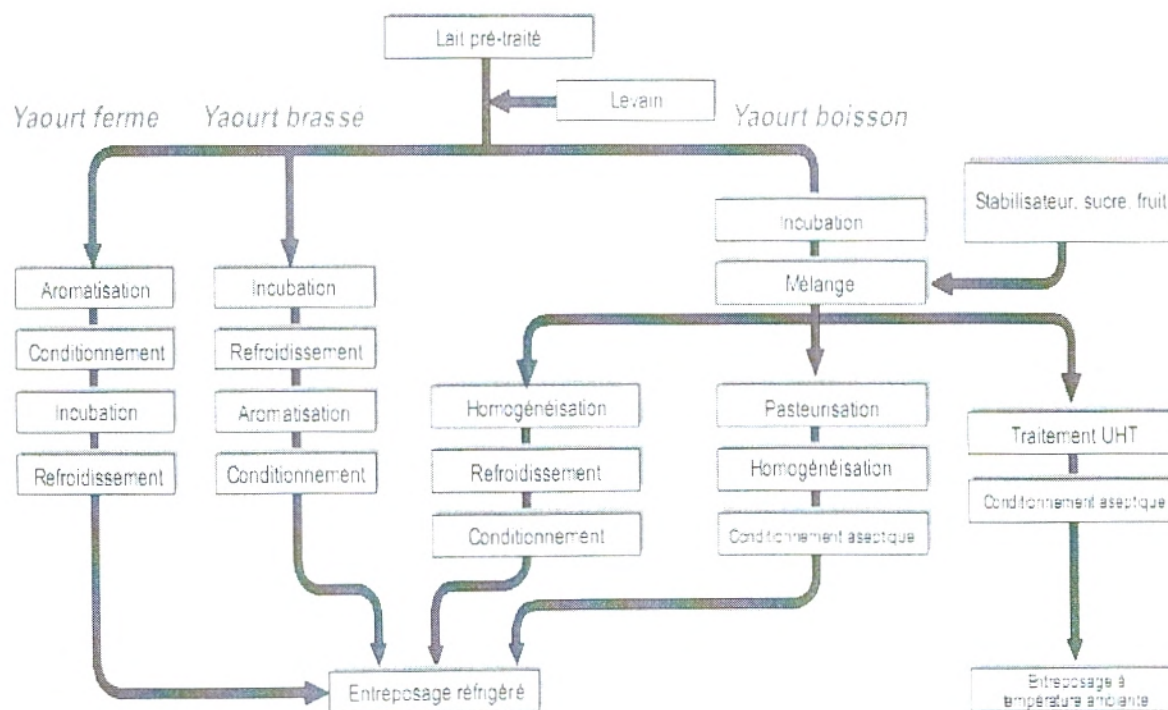 Lait pré-traité
Levain
Yaourt ferme
Yaourt brassé
Yaourt boisson
Stabilisateur, sucre, fruit
Incubation
Mélange
Aromatisation
Conditionnement
Incubation
Refroidissement
Incubation
Refroidissement
Aromatisation
Conditionnement
Homogénéisation
Refroidissement
Conditionnement
Pasteurisation
Homogénéisation
Conditionnement aseptique
Traitement UHT
Conditionnement aseptique
Entreposage réfrigéré
Entreposage à
température ambiante